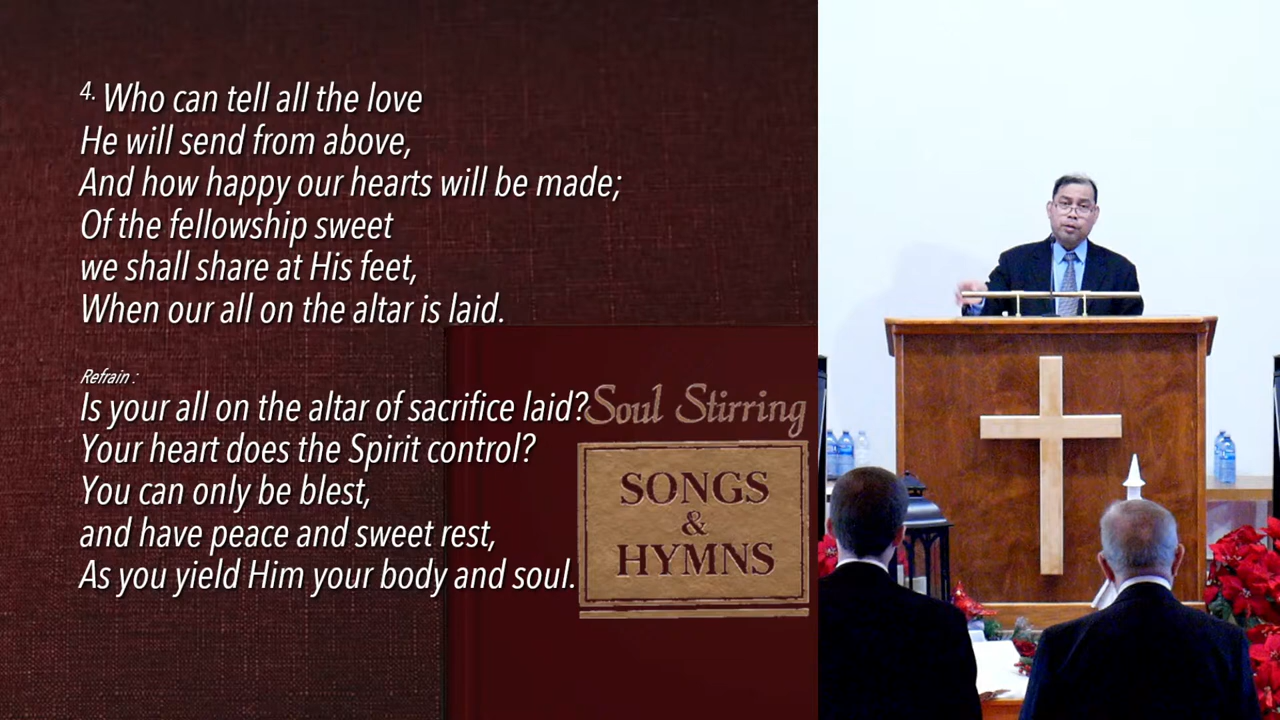 4. Who can tell all the love
He will send from above,
And how happy our hearts will be made;
Of the fellowship sweet
we shall share at His feet,
When our all on the altar is laid.
Refrain :
Is your all on the altar of sacrifice laid?
Your heart does the Spirit control?
You can only be blest,
and have peace and sweet rest,
As you yield Him your body and soul.
Soul Stirring
SONGS
&
HYMNS